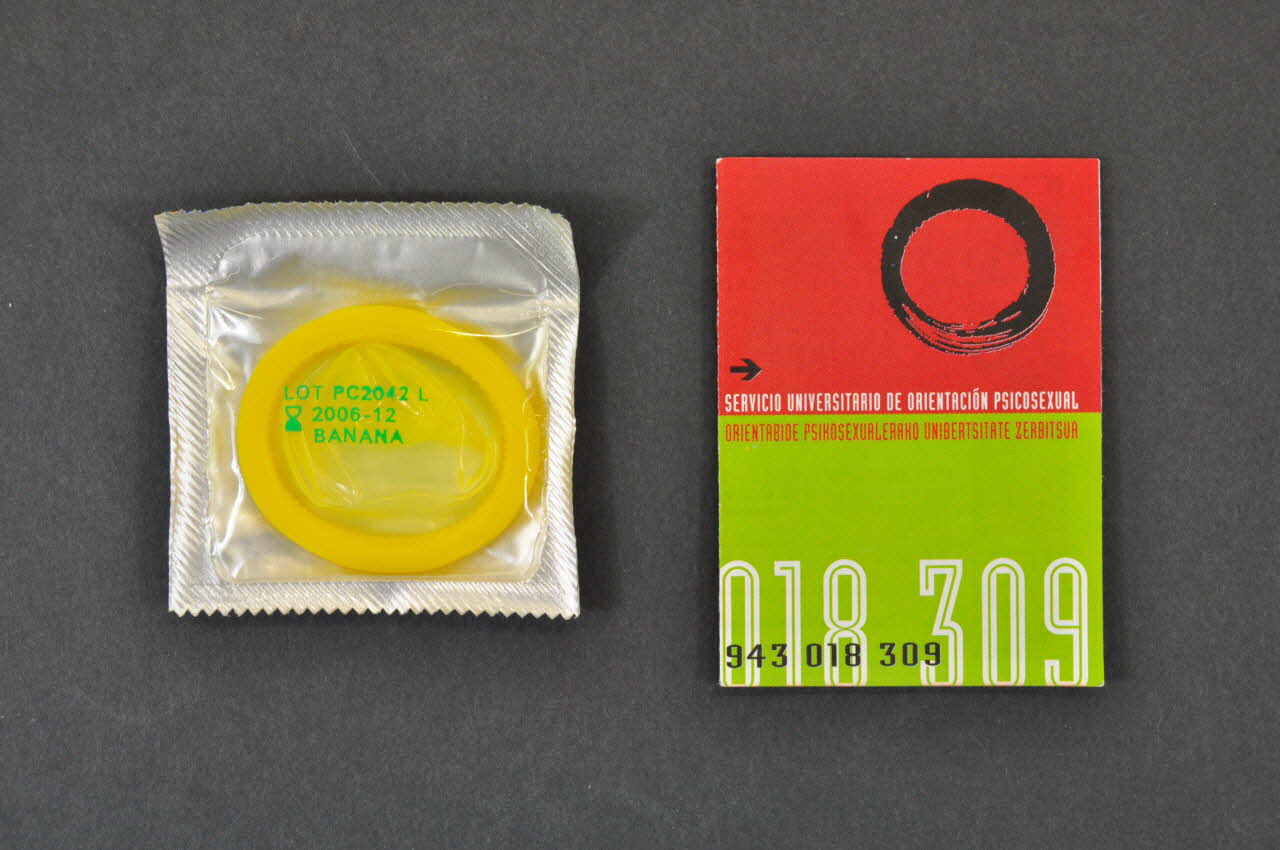 LOT PC2042 L
2006-12
BANANA
SERVICIO UNIVERSITARIO DE ORIENTACIÓN PSICOSEXUAL
ORIENTABIDE PSIKOSEXUALERAKO UNIBERTSITATE ZERBITSUA
018 309
943 018 309